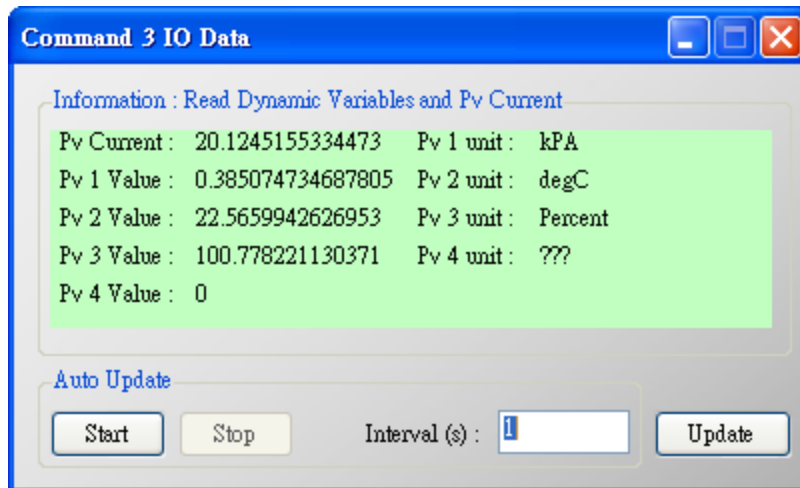 Command 3 IO Data
Information : Read Dynamic Variables and Pv Current
Pv Current : 20.1245155334473 Pv 1 unit : kPA
Pv 1 Value : 0.385074734687805 Pv 2 unit : degC
Pv 2 Value : 22.5659942626953 Pv 3 unit : Percent
Pv 3 Value : 100.778221130371 Pv 4 unit : ???
Pv 4 Value : 0
Auto Update
Start Stop Interval (s) : 1 Update